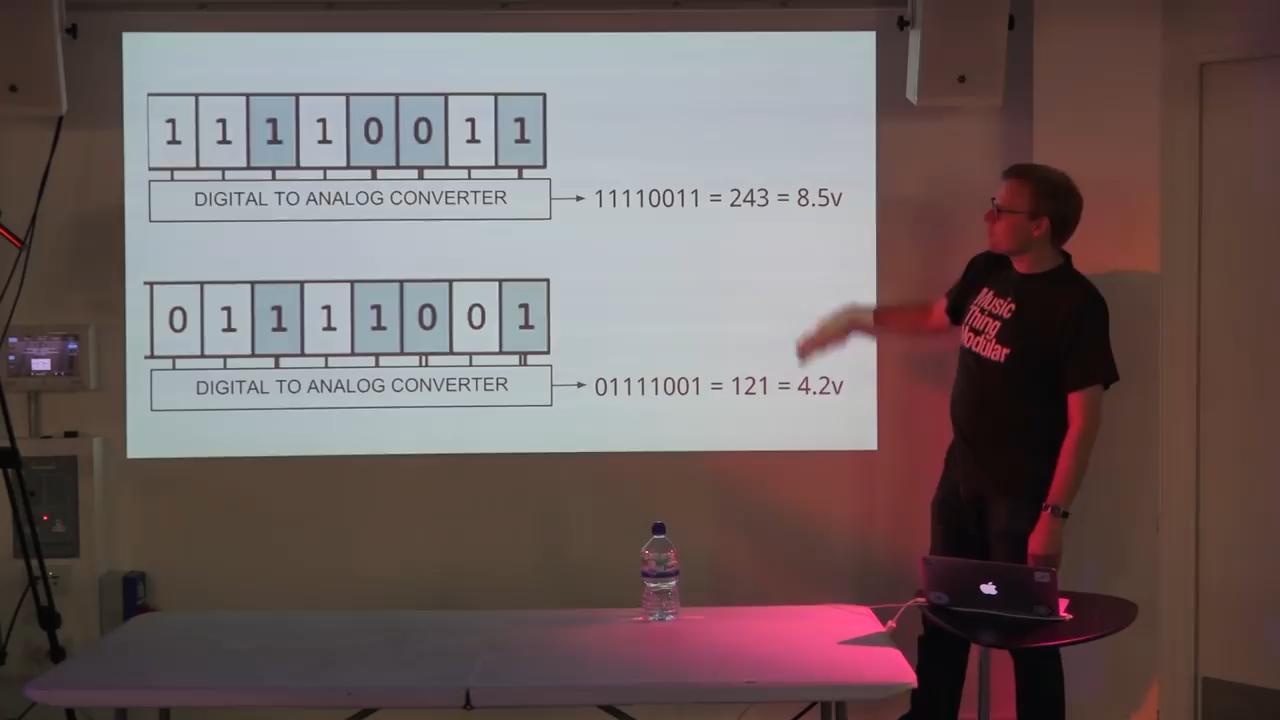 1 1 1 1 0 0 1 1
DIGITAL TO ANALOG CONVERTER
11110011 = 243 = 8.5v
0 1 1 1 1 0 0 1
DIGITAL TO ANALOG CONVERTER
01111001 = 121 = 4.2v
Music
Thing
Modular